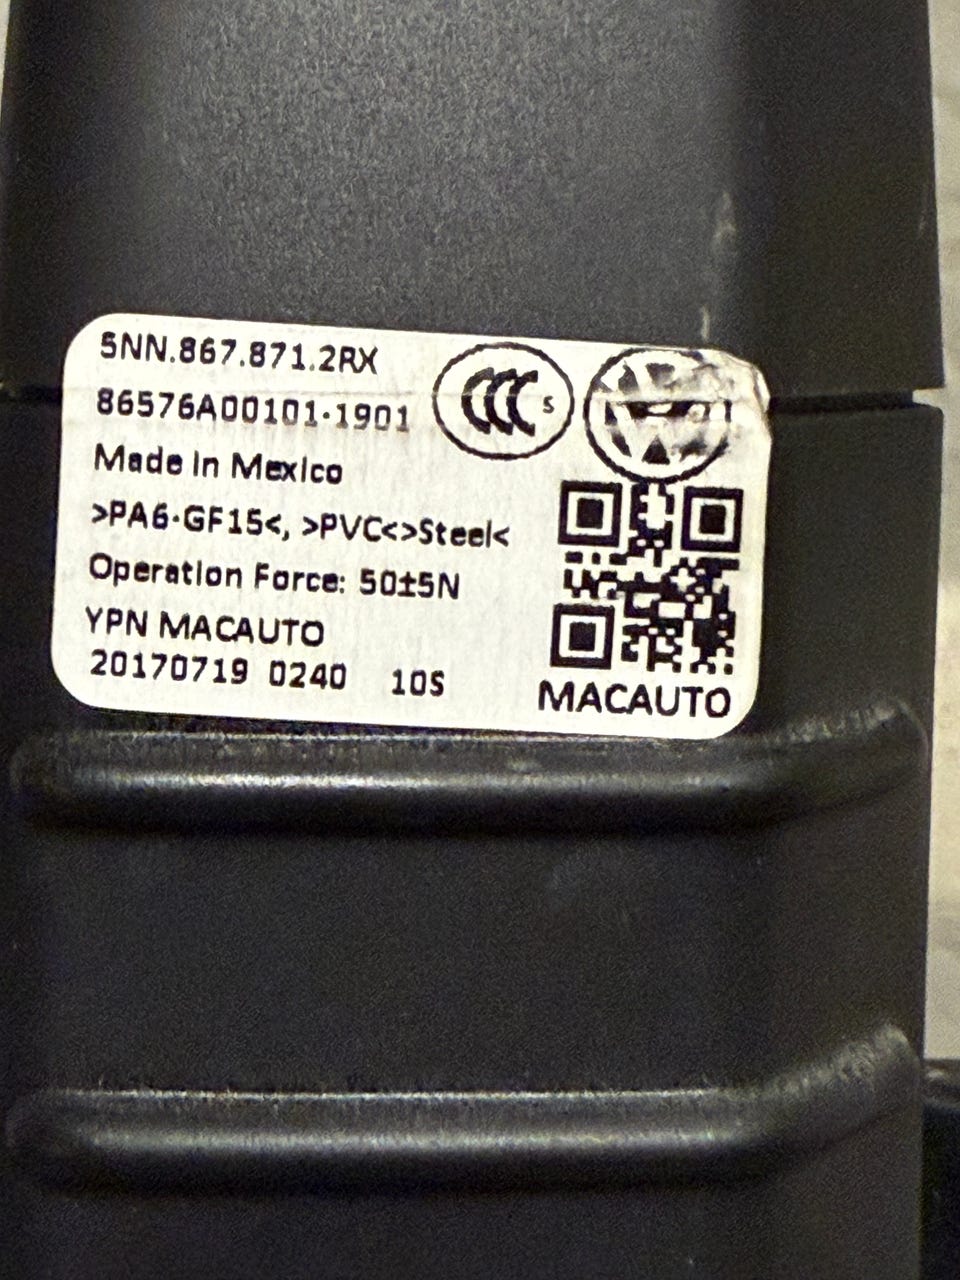 5NN.867.871.2RX
86576A00101-1901
Made in Mexico
>PA6-GF15<, >PVC<>Steel<
Operation Force: 50±5N
YPN MACAUTO
20170719 0240 10S
CCC S
MACAUTO